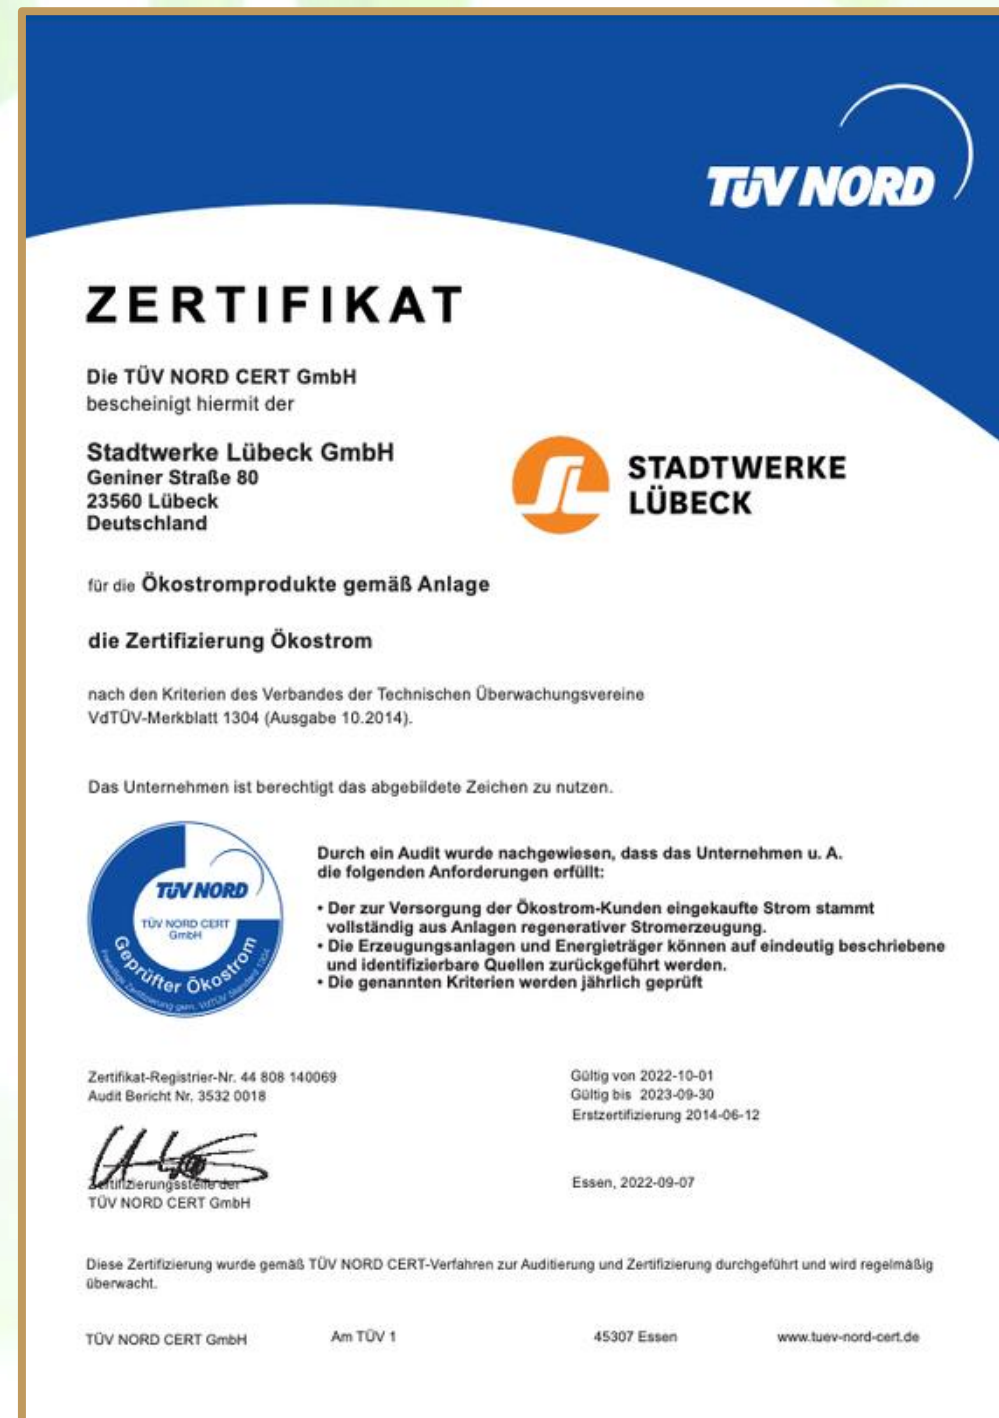 TÜV NORD
ZERTIFIKAT
Die TÜV NORD CERT GmbH
bescheinigt hiermit der
Stadtwerke Lübeck GmbH
Geniner Straße 80
23560 Lübeck
Deutschland
STADTWERKE
LÜBECK
für die Ökostromprodukte gemäß Anlage
die Zertifizierung Ökostrom
nach den Kriterien des Verbandes der Technischen Überwachungsvereine
VdTÜV-Merkblatt 1304 (Ausgabe 10.2014).
Das Unternehmen ist berechtigt das abgebildete Zeichen zu nutzen.
TÜV NORD
TÜV NORD CERT
GmbH
Geprüfter Ökostrom
Freiwillige Zertifizierung gem. VdTÜV Standard 1304
Durch ein Audit wurde nachgewiesen, dass das Unternehmen u. A.
die folgenden Anforderungen erfüllt:
• Der zur Versorgung der Ökostrom-Kunden eingekaufte Strom stammt
vollständig aus Anlagen regenerativer Stromerzeugung.
• Die Erzeugungsanlagen und Energieträger können auf eindeutig beschriebene
und identifizierbare Quellen zurückgeführt werden.
• Die genannten Kriterien werden jährlich geprüft
Zertifikat-Registrier-Nr. 44 808 140069
Audit Bericht Nr. 3532 0018
Gültig von 2022-10-01
Gültig bis 2023-09-30
Erstzertifizierung 2014-06-12
Zertifizierungsstelle der
TÜV NORD CERT GmbH
Essen, 2022-09-07
Diese Zertifizierung wurde gemäß TÜV NORD CERT-Verfahren zur Auditierung und Zertifizierung durchgeführt und wird regelmäßig
überwacht.
TÜV NORD CERT GmbH Am TÜV 1 45307 Essen www.tuev-nord-cert.de